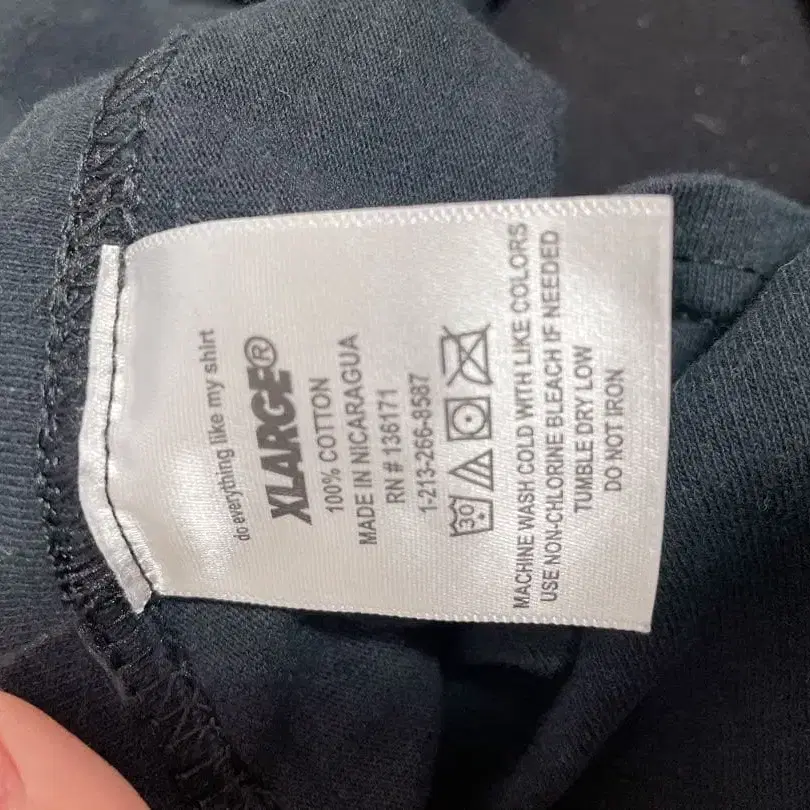 do everything like my shirt
XLARGE®
100% COTTON
MADE IN NICARAGUA
RN # 136171
1-213-266-8587
30
MACHINE WASH COLD WITH LIKE COLORS
USE NON-CHLORINE BLEACH IF NEEDED
TUMBLE DRY LOW
DO NOT IRON